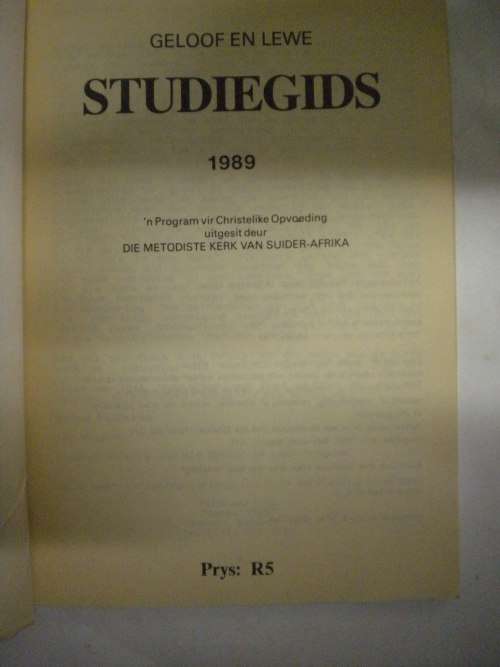 GELOOF EN LEWE
STUDIEGIDS
1989
'n Program vir Christelike Opvoeding
uitgesit deur
DIE METODISTE KERK VAN SUIDER-AFRIKA
Prys: R5